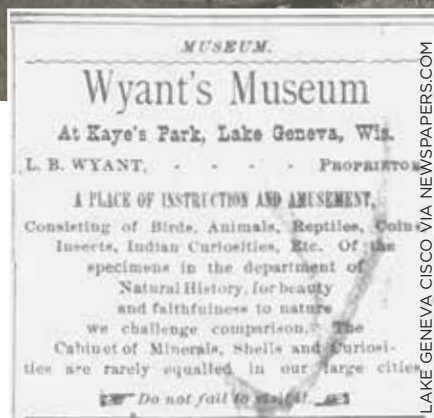 MUSEUM.
Wyant's Museum
At Kaye's Park, Lake Geneva, Wis.
L. B. WYANT, - - - - PROPRIETOR
A PLACE OF INSTRUCTION AND AMUSEMENT,
Consisting of Birds, Animals, Reptiles, Coins
Insects, Indian Curiosities, Etc. Of the
specimens in the department of
Natural History, for beauty
and faithfulness to nature
we challenge comparison. The
Cabinet of Minerals, Shells and Curiosi-
ties are rarely equalled in our large cities
Do not fail to visit it.
LAKE GENEVA CISCO VIA NEWSPAPERS.COM